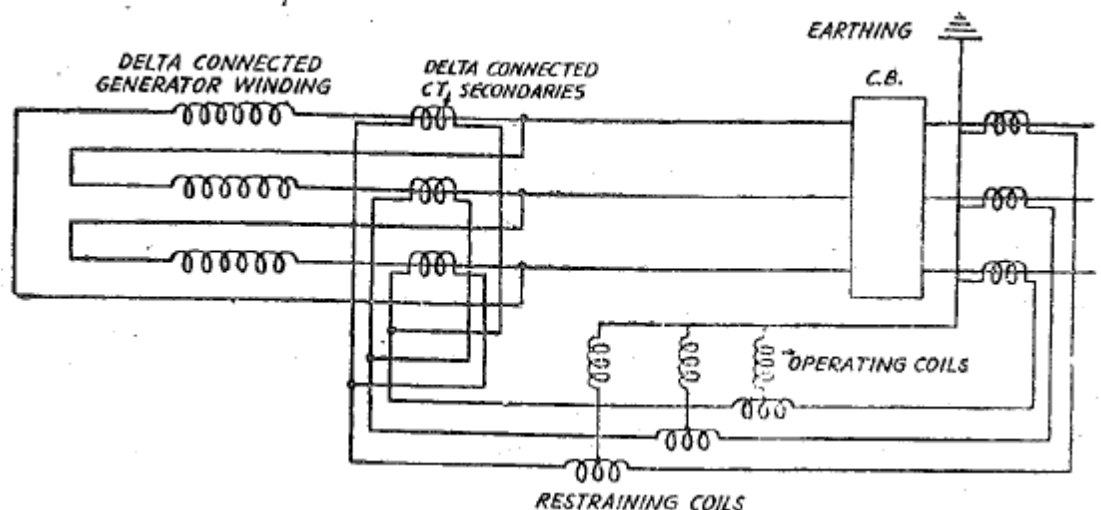 EARTHING
DELTA CONNECTED
GENERATOR WINDING
DELTA CONNECTED
CT, SECONDARIES
C.B.
OPERATING COILS
RESTRAINING COILS